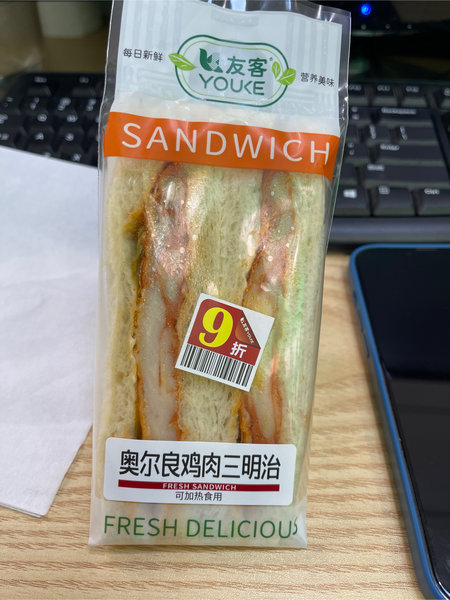 每日新鲜
友客
YOUKE
营养美味
SANDWICH
9
折
奥尔良鸡肉三明治
FRESH SANDWICH
可加热食用
FRESH DELICIOUS